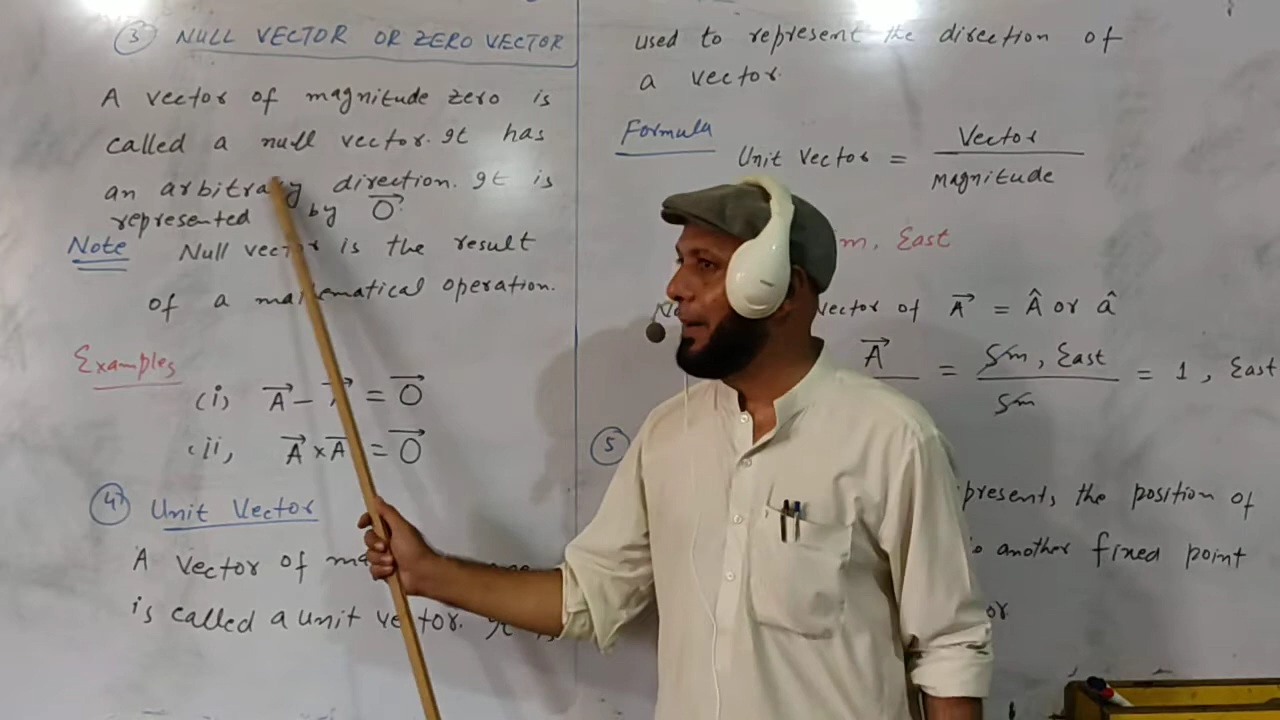 ③ NULL VECTOR OR ZERO VECTOR
A vector of magnitude zero is
called a null vector. It has
an arbitrary direction. It is
represented by O⃗.
Note Null vector is the result
of a mathematical operation.
Examples
(i) A⃗ - = O⃗
(ii) A⃗ × A⃗ = O⃗
④ Unit Vector
A vector of
is called a unit vector. It is
used to represent the direction of
a vector.
Formula Unit Vector = Vector
Magnitude
m, East
vector of A⃗ = Â or â
A⃗ = 5m, East = 1, East
5m
⑤
the position of
another fixed point
or